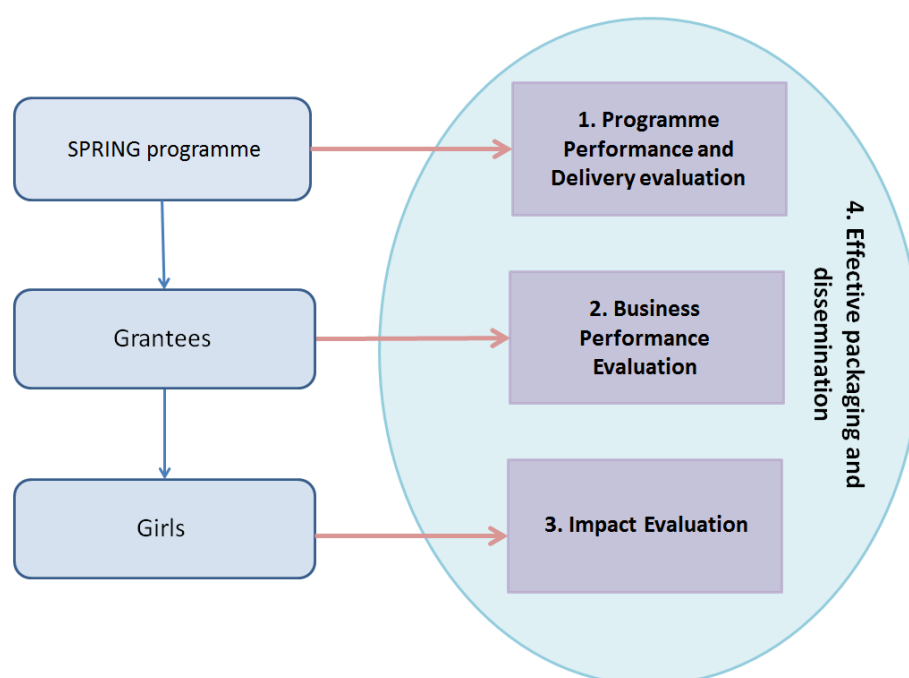 SPRING programme
1. Programme
Performance and
Delivery evaluation
Grantees
2. Business
Performance
Evaluation
Girls
3. Impact Evaluation
4. Effective packaging and
dissemination